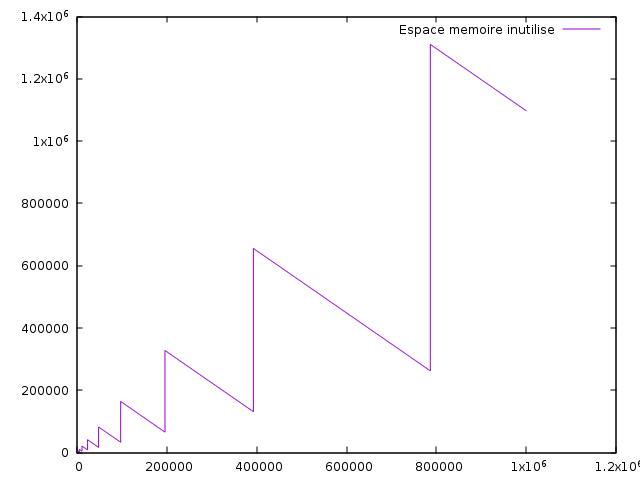 1.4x10⁶
Espace memoire inutilise
1.2x10⁶
1x10⁶
800000
600000
400000
200000
0
0 200000 400000 600000 800000 1x10⁶ 1.2x10⁶